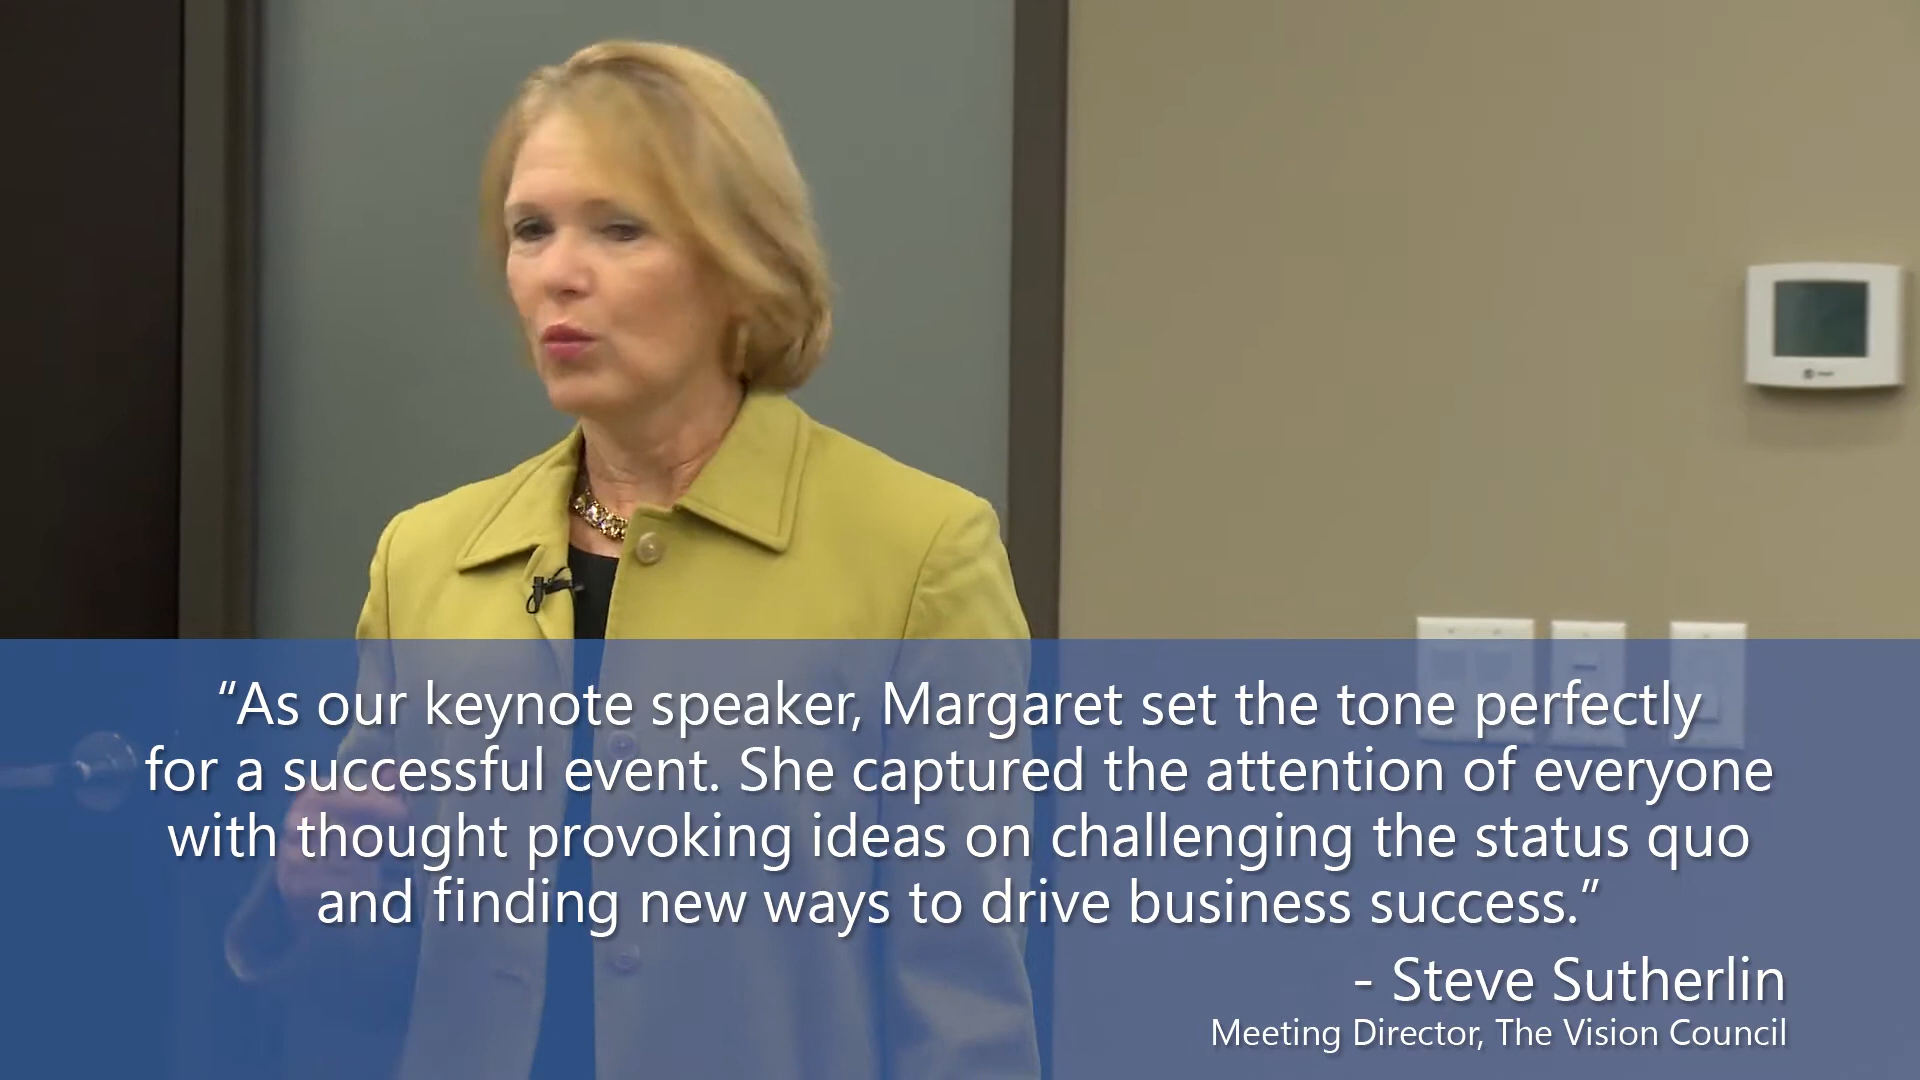 “As our keynote speaker, Margaret set the tone perfectly
for a successful event. She captured the attention of everyone
with thought provoking ideas on challenging the status quo
and finding new ways to drive business success.”
- Steve Sutherlin
Meeting Director, The Vision Council